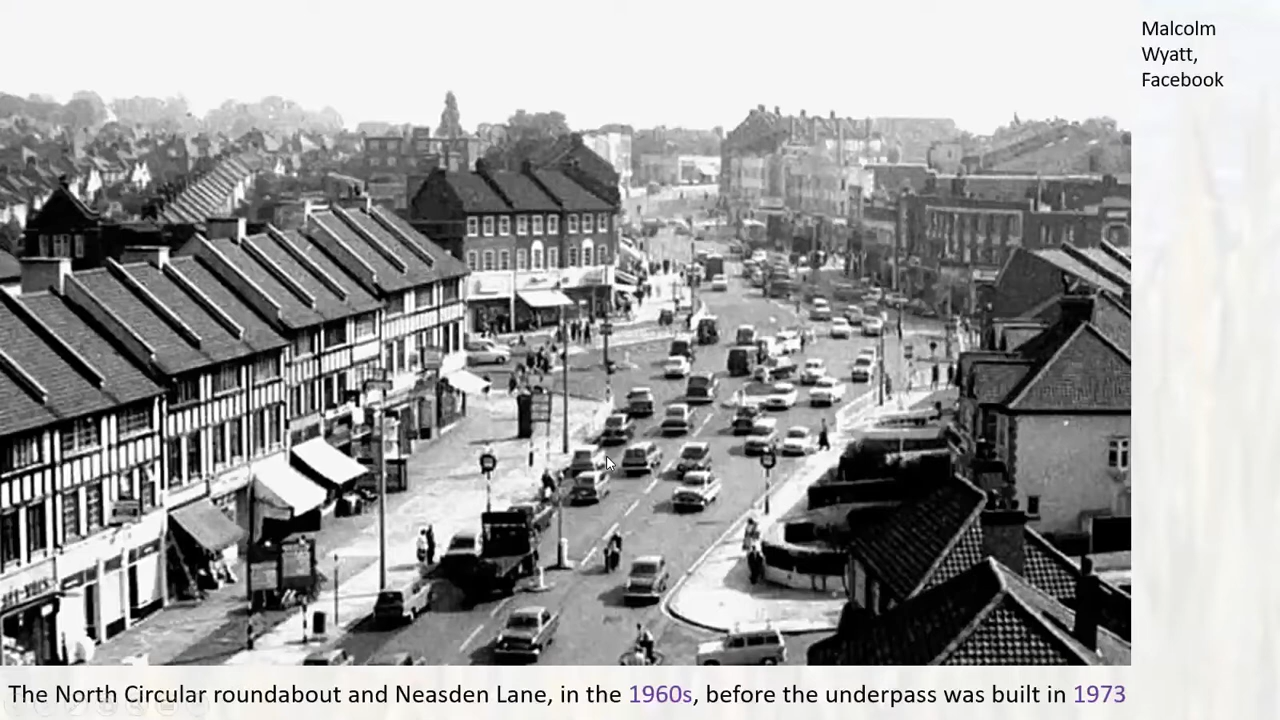 Malcolm
Wyatt,
Facebook
The North Circular roundabout and Neasden Lane, in the 1960s, before the underpass was built in 1973